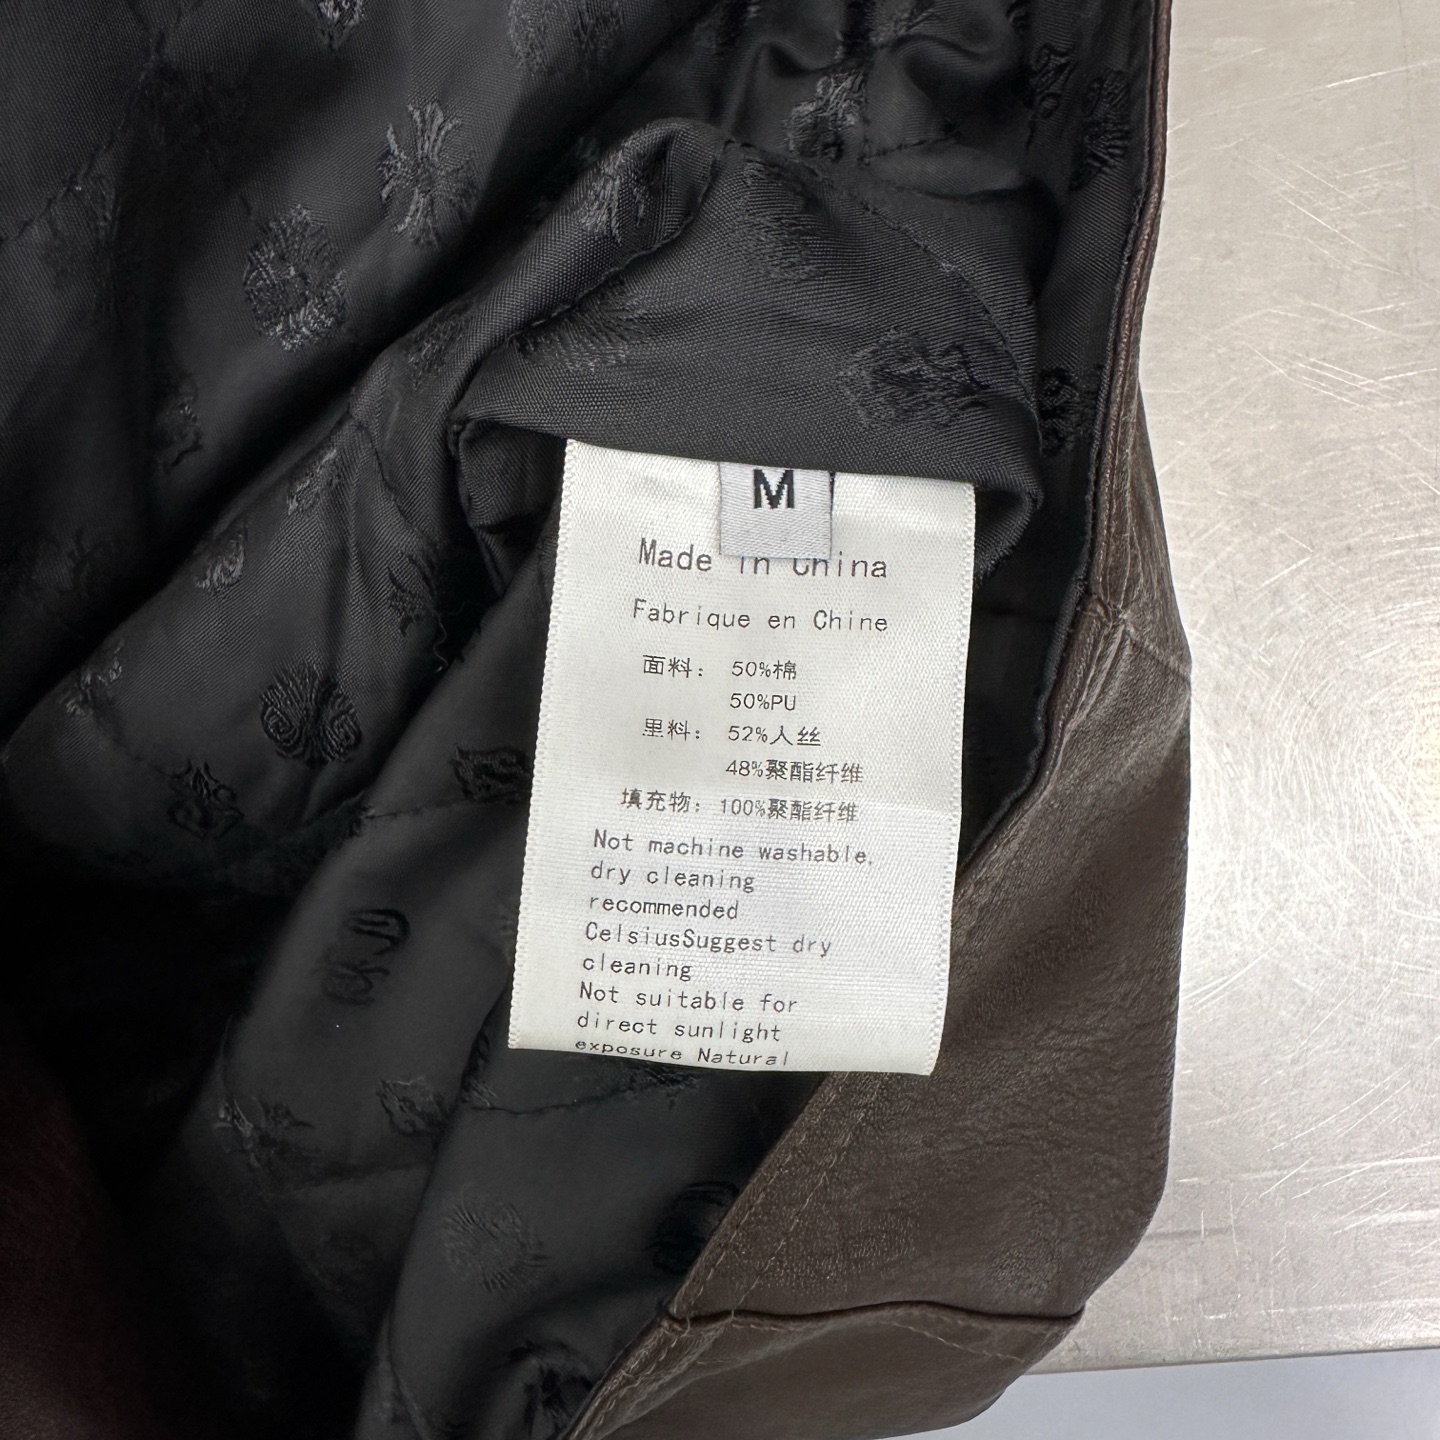 M
Made in China
Fabrique en Chine
面料： 50%棉
50%PU
里料： 52%人丝
48%聚酯纤维
填充物： 100%聚酯纤维
Not machine washable,
dry cleaning
recommended
CelsiusSuggest dry
cleaning
Not suitable for
direct sunlight
exposure Natural